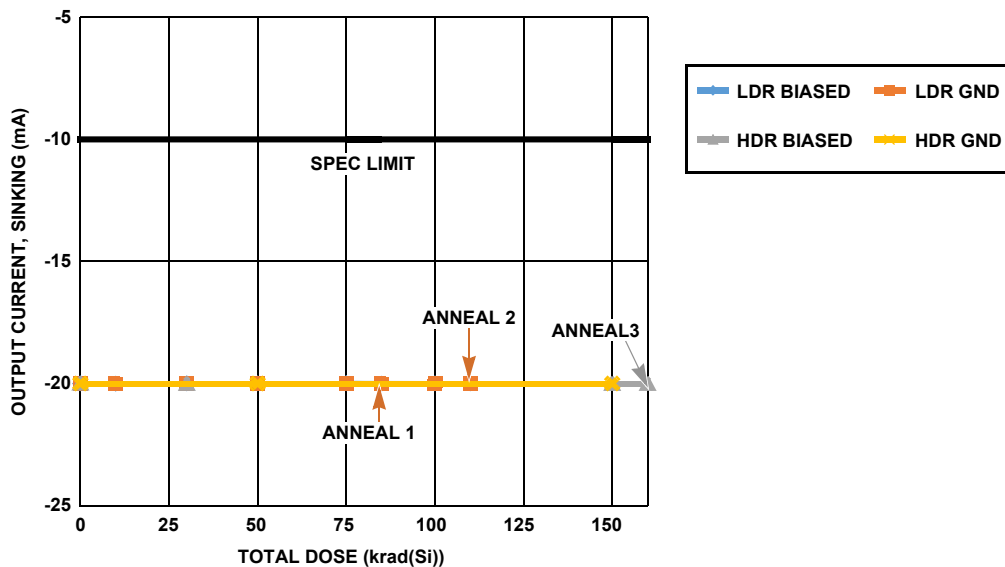 -5
-10
-15
-20
-25
OUTPUT CURRENT, SINKING (mA)
SPEC LIMIT
ANNEAL 2
ANNEAL3
ANNEAL 1
0
25
50
75
100
125
150
TOTAL DOSE (krad(Si))
LDR BIASED
LDR GND
HDR BIASED
HDR GND